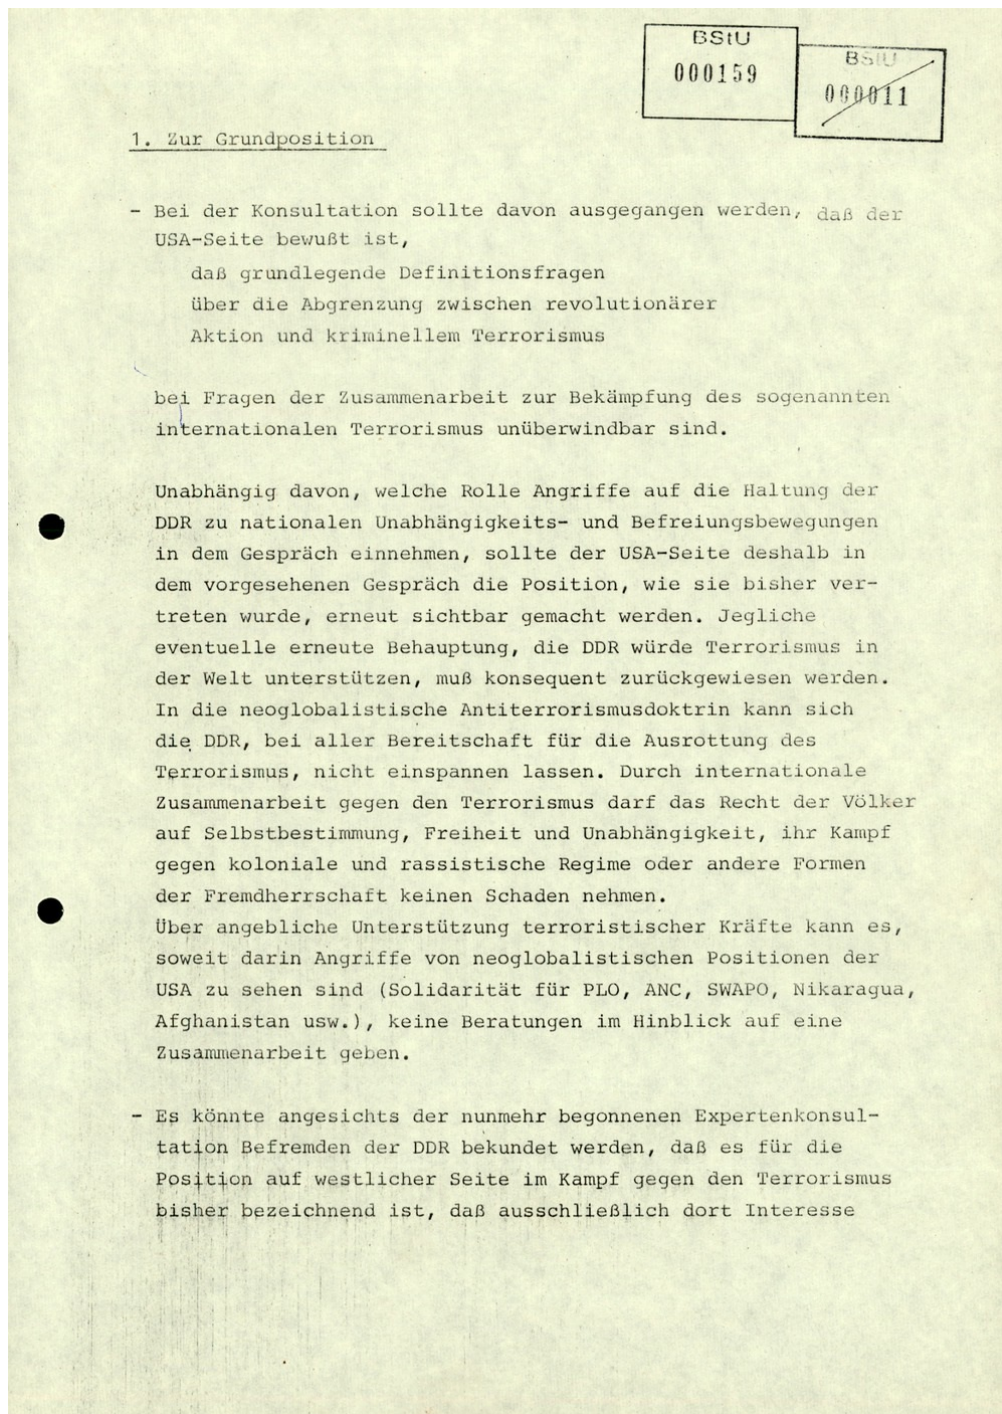 BStU
000159
BStU
000011
1. Zur Grundposition
- Bei der Konsultation sollte davon ausgegangen werden, daß der
USA-Seite bewußt ist,
daß grundlegende Definitionsfragen
über die Abgrenzung zwischen revolutionärer
Aktion und kriminellem Terrorismus
bei Fragen der Zusammenarbeit zur Bekämpfung des sogenannten
internationalen Terrorismus unüberwindbar sind.
Unabhängig davon, welche Rolle Angriffe auf die Haltung der
DDR zu nationalen Unabhängigkeits- und Befreiungsbewegungen
in dem Gespräch einnehmen, sollte der USA-Seite deshalb in
dem vorgesehenen Gespräch die Position, wie sie bisher ver-
treten wurde, erneut sichtbar gemacht werden. Jegliche
eventuelle erneute Behauptung, die DDR würde Terrorismus in
der Welt unterstützen, muß konsequent zurückgewiesen werden.
In die neoglobalistische Antiterrorismusdoktrin kann sich
die DDR, bei aller Bereitschaft für die Ausrottung des
Terrorismus, nicht einspannen lassen. Durch internationale
Zusammenarbeit gegen den Terrorismus darf das Recht der Völker
auf Selbstbestimmung, Freiheit und Unabhängigkeit, ihr Kampf
gegen koloniale und rassistische Regime oder andere Formen
der Fremdherrschaft keinen Schaden nehmen.
Über angebliche Unterstützung terroristischer Kräfte kann es,
soweit darin Angriffe von neoglobalistischen Positionen der
USA zu sehen sind (Solidarität für PLO, ANC, SWAPO, Nikaragua,
Afghanistan usw.), keine Beratungen im Hinblick auf eine
Zusammenarbeit geben.
- Es könnte angesichts der nunmehr begonnenen Expertenkonsul-
tation Befremden der DDR bekundet werden, daß es für die
Position auf westlicher Seite im Kampf gegen den Terrorismus
bisher bezeichnend ist, daß ausschließlich dort Interesse